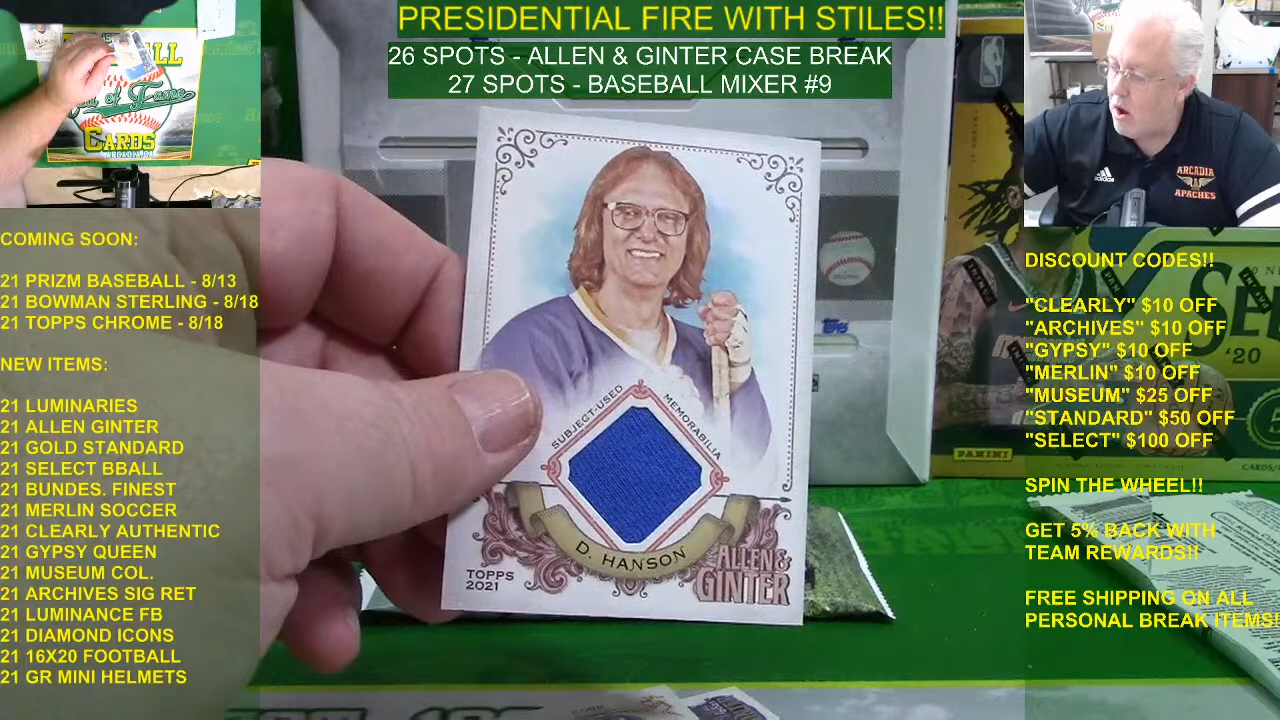 PRESIDENTIAL FIRE WITH STILES!!
26 SPOTS - ALLEN & GINTER CASE BREAK
27 SPOTS - BASEBALL MIXER #9
of Fame
CARDS
COMING SOON:
21 PRIZM BASEBALL - 8/13
21 BOWMAN STERLING - 8/18
21 TOPPS CHROME - 8/18
NEW ITEMS:
21 LUMINARIES
21 ALLEN GINTER
21 GOLD STANDARD
21 SELECT BBALL
21 BUNDES. FINEST
21 MERLIN SOCCER
21 CLEARLY AUTHENTIC
21 GYPSY QUEEN
21 MUSEUM COL.
21 ARCHIVES SIG RET
21 LUMINANCE FB
21 DIAMOND ICONS
21 16X20 FOOTBALL
21 GR MINI HELMETS
SUBJECT-USED MEMORABILIA
D. HANSON
TOPPS
2021
ALLEN &
GINTER
topps
PANINI
adidas
ARCADIA
APACHES
'20
DISCOUNT CODES!!
"CLEARLY" $10 OFF
"ARCHIVES" $10 OFF
"GYPSY" $10 OFF
"MERLIN" $10 OFF
"MUSEUM" $25 OFF
"STANDARD" $50 OFF
"SELECT" $100 OFF
SPIN THE WHEEL!!
GET 5% BACK WITH
TEAM REWARDS!!
FREE SHIPPING ON ALL
PERSONAL BREAK ITEMS!